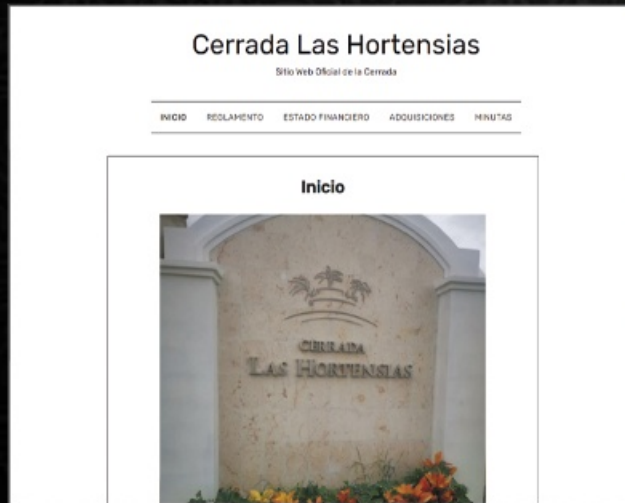 Cerrada Las Hortensias
Sitio Web Oficial de la Cerrada
INICIO REGLAMENTO ESTADO FINANCIERO ADQUISICIONES MINUTAS
Inicio
CERRADA
LAS HORTENSIAS